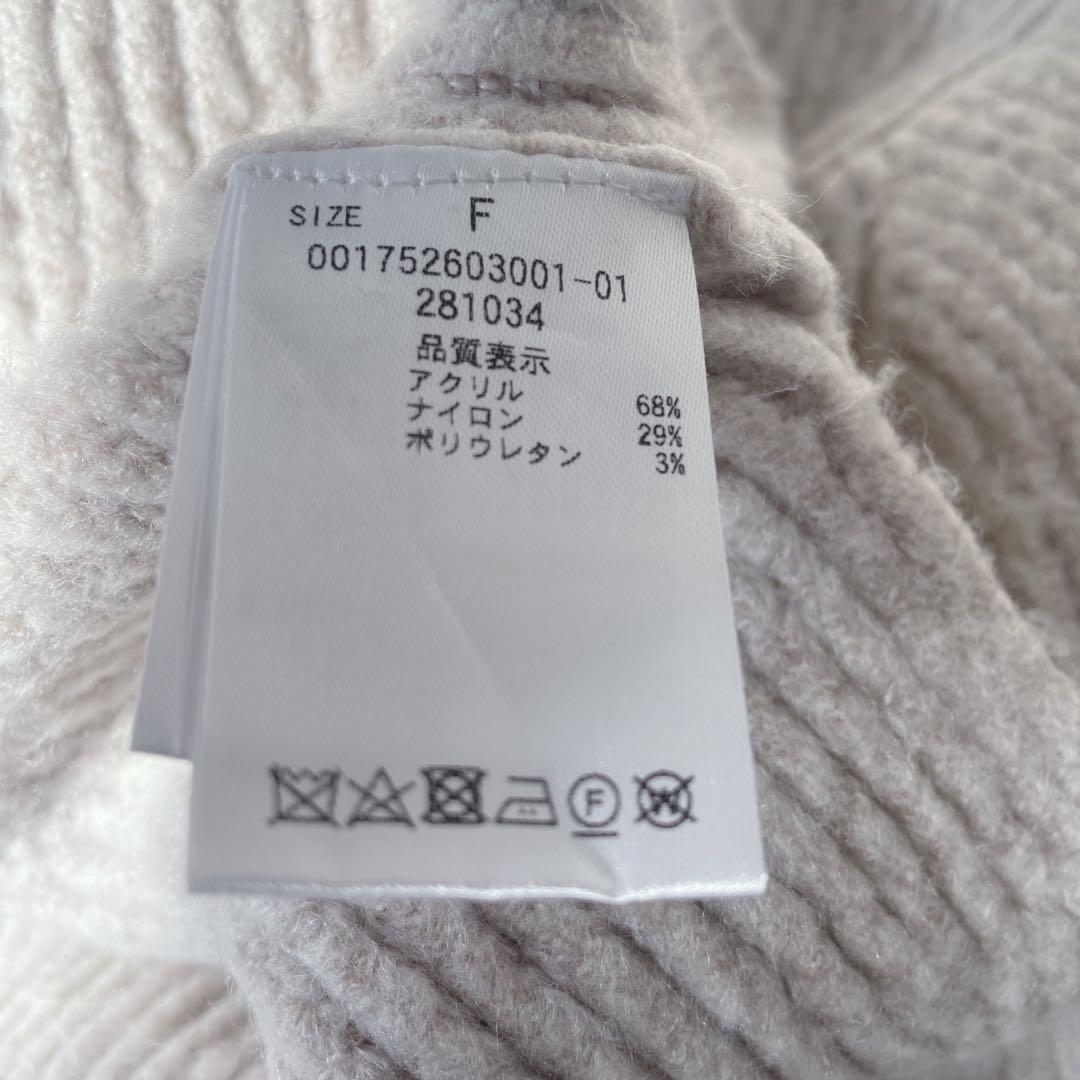 SIZE F
001752603001-01
281034
品質表示
アクリル 68%
ナイロン 29%
ポリウレタン 3%
F W